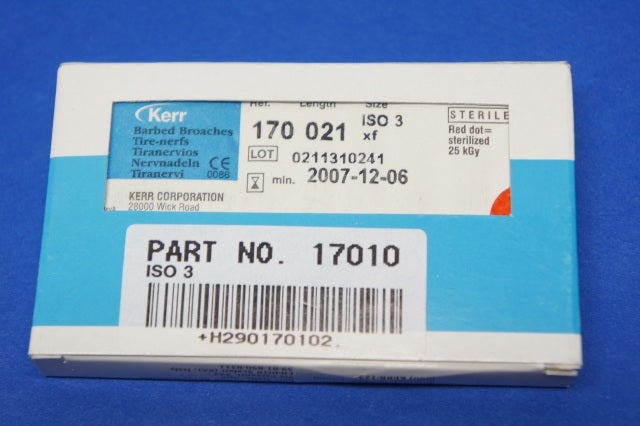 Kerr
Barbed Broaches
Tire-nerfs
Tiranervios
Nervnadeln CE
Tiranervi 0086
KERR CORPORATION
28000 Wick Road
Ref. Length Size
170 021 ISO 3
xf
LOT 0211310241
min. 2007-12-06
STERILE
Red dot=
sterilized
25 kGy
PART NO. 17010
ISO 3
+H290170102.